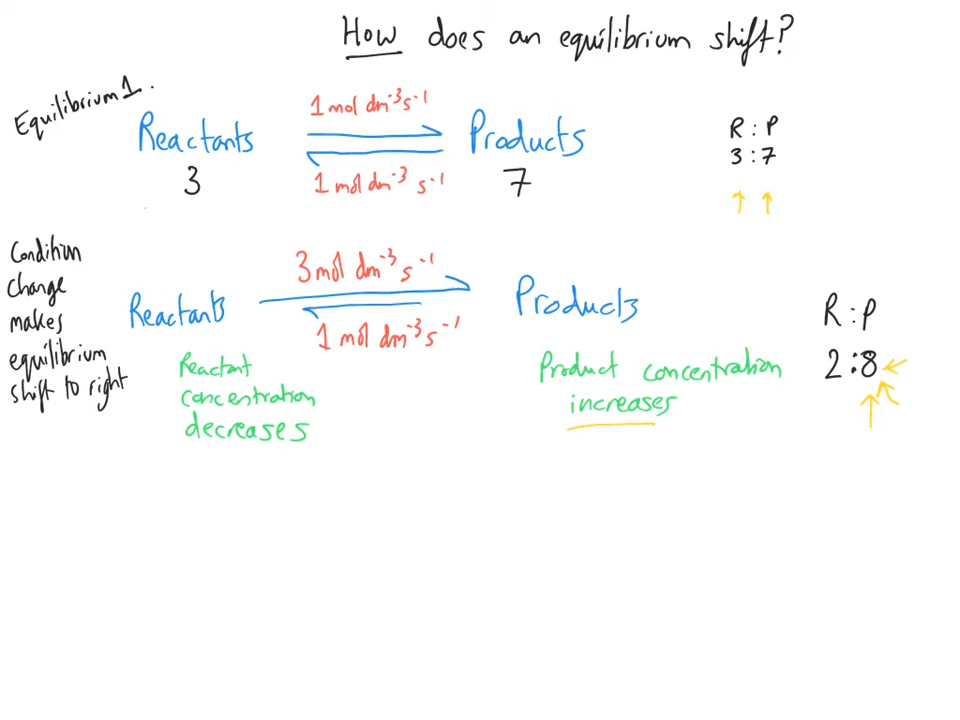 How does an equilibrium shift?
Equilibrium 1.
1 mol dm⁻³ s⁻¹
Reactants
Products
1 mol dm⁻³ s⁻¹
3
7
R : P
3 : 7
Condition
change
makes
equilibrium
shift to right
3 mol dm⁻³ s⁻¹
Reactants
Products
1 mol dm⁻³ s⁻¹
R : P
2 : 8
Reactant
concentration
decreases
Product concentration
increases